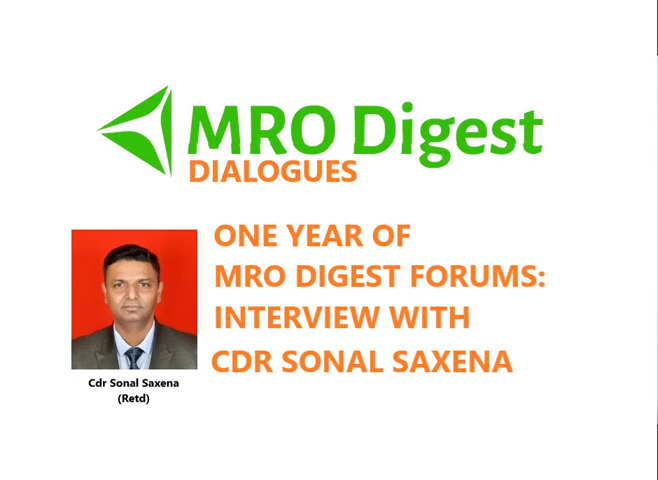 MRO Digest
DIALOGUES
ONE YEAR OF
MRO DIGEST FORUMS:
INTERVIEW WITH
CDR SONAL SAXENA
Cdr Sonal Saxena
(Retd)